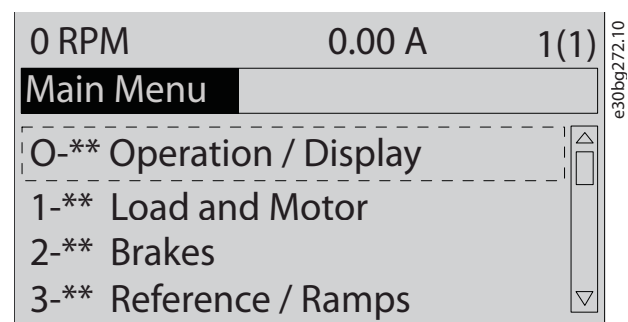 0 RPM 0.00 A 1(1)
Main Menu
O-** Operation / Display
1-** Load and Motor
2-** Brakes
3-** Reference / Ramps
e30bg272.10